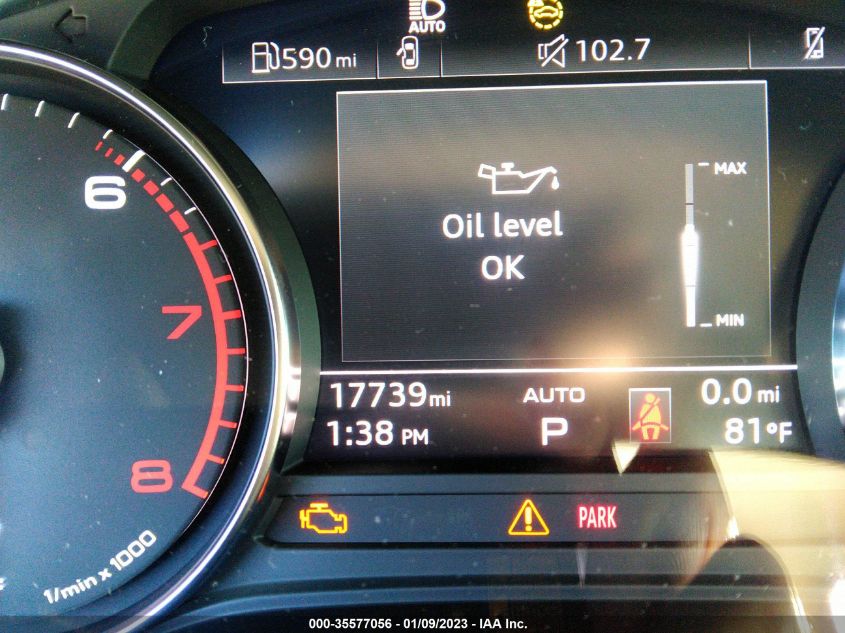 AUTO
590 mi
102.7
6
7
8
1/min x 1000
Oil level
OK
MAX
MIN
17739 mi
AUTO
0.0 mi
1:38 PM
P
81°F
PARK
000-35577056 - 01/09/2023 - IAA Inc.